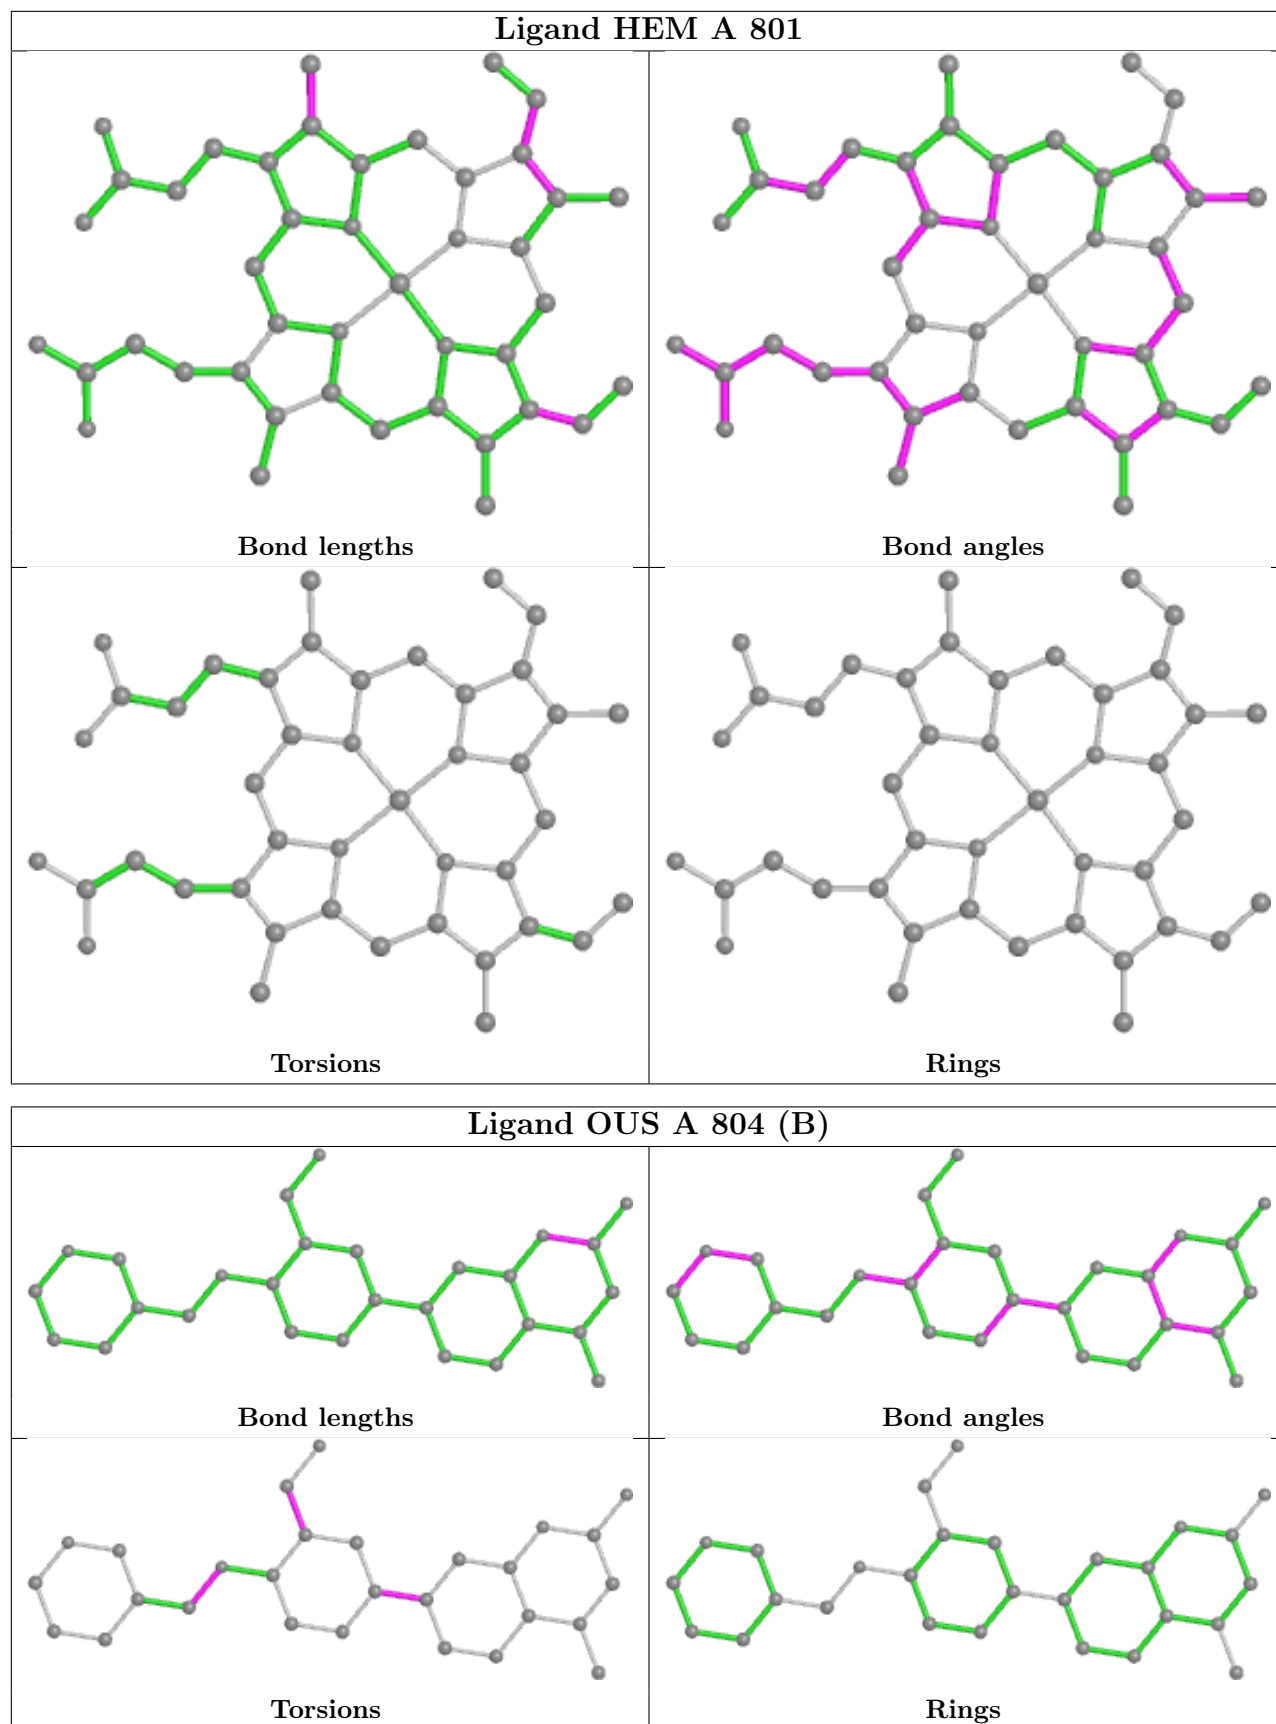 Ligand HEM A 801
Bond lengths
Bond angles
Torsions
Rings
Ligand OUS A 804 (B)
Bond lengths
Bond angles
Torsions
Rings